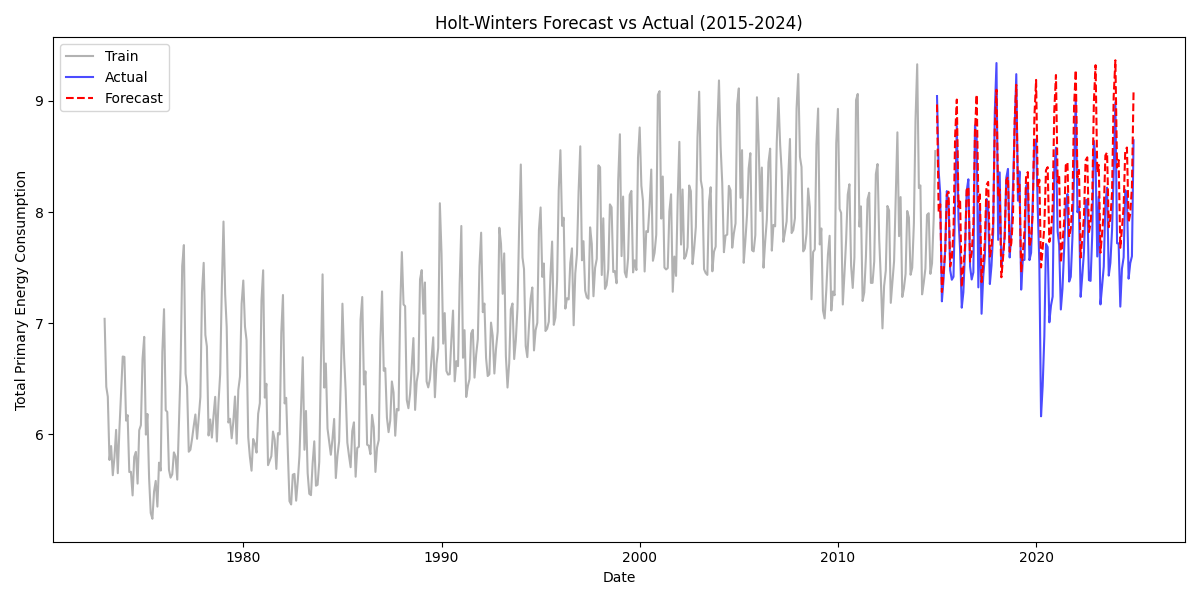 Holt-Winters Forecast vs Actual (2015-2024)
Train
Actual
Forecast
Total Primary Energy Consumption
9
8
7
6
1980
1990
2000
2010
2020
Date